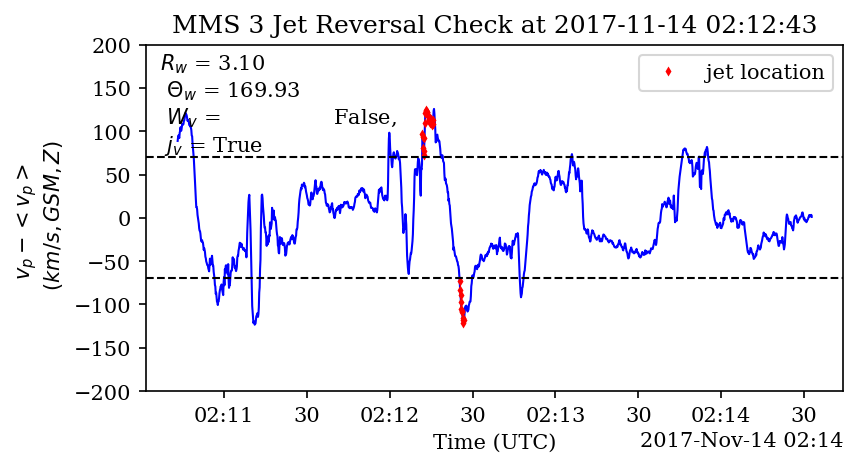 MMS 3 Jet Reversal Check at 2017-11-14 02:12:43
R_w = 3.10
Θ_w = 169.93
W_v = False,
j_v = True
jet location
200
150
100
50
0
−50
−100
−150
−200
v_p − < v_p >
(km/s, GSM, Z)
02:11 30 02:12 30 02:13 30 02:14 30
Time (UTC)
2017-Nov-14 02:14